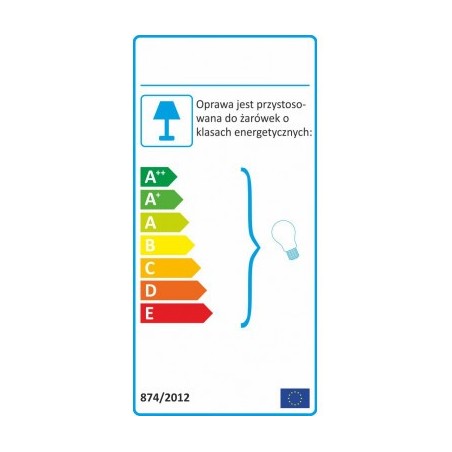 Oprawa jest przystoso-
wana do żarówek o
klasach energetycznych:
A++
A+
A
B
C
D
E
874/2012